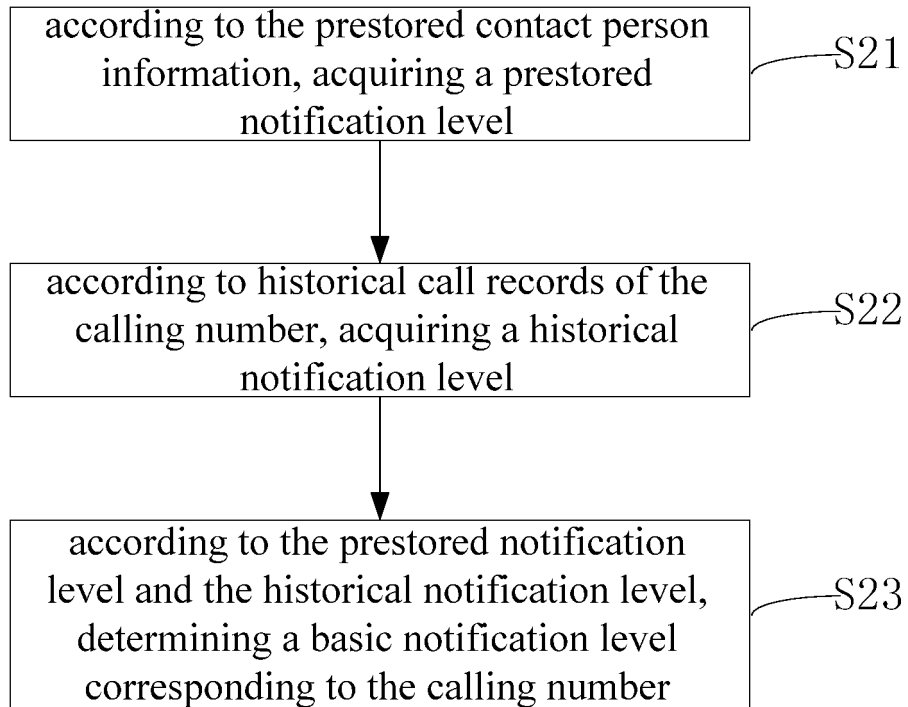 according to the prestored contact person
information, acquiring a prestored
notification level
S21
according to historical call records of the
calling number, acquiring a historical
notification level
S22
according to the prestored notification
level and the historical notification level,
determining a basic notification level
corresponding to the calling number
S23